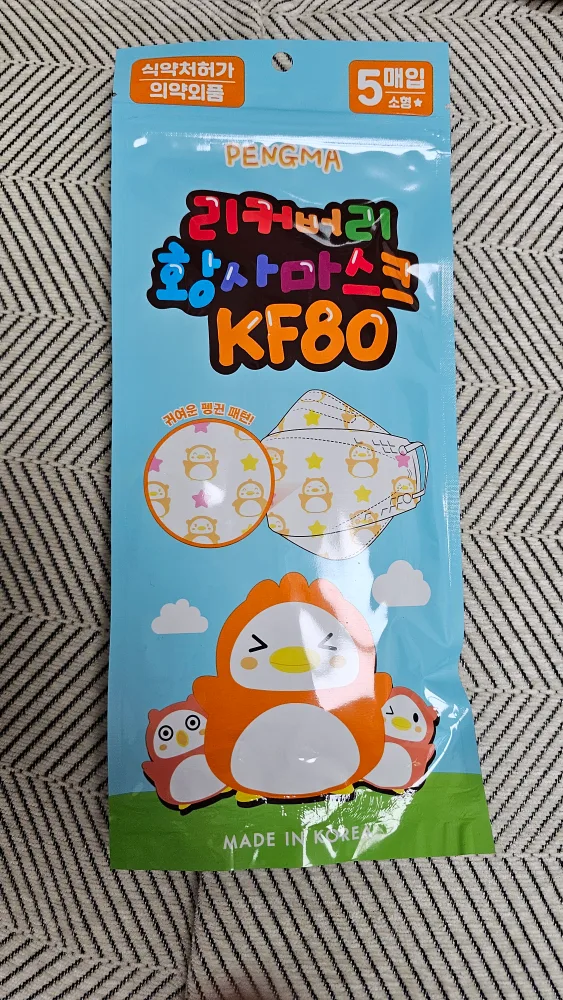 식약처허가
의약외품
5매입
소형★
PENGMA
리커버리
황사마스크
KF80
귀여운 펭귄 패턴!
MADE IN KOREA